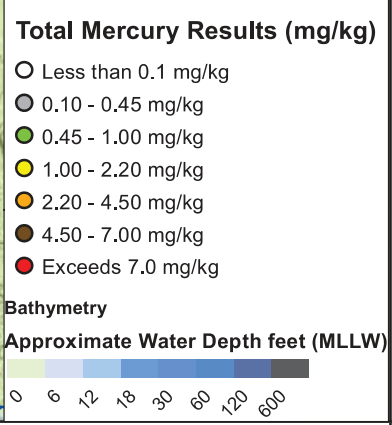 Total Mercury Results (mg/kg)
Less than 0.1 mg/kg
0.10 - 0.45 mg/kg
0.45 - 1.00 mg/kg
1.00 - 2.20 mg/kg
2.20 - 4.50 mg/kg
4.50 - 7.00 mg/kg
Exceeds 7.0 mg/kg
Bathymetry
Approximate Water Depth feet (MLLW)
0 6 12 18 30 60 120 600